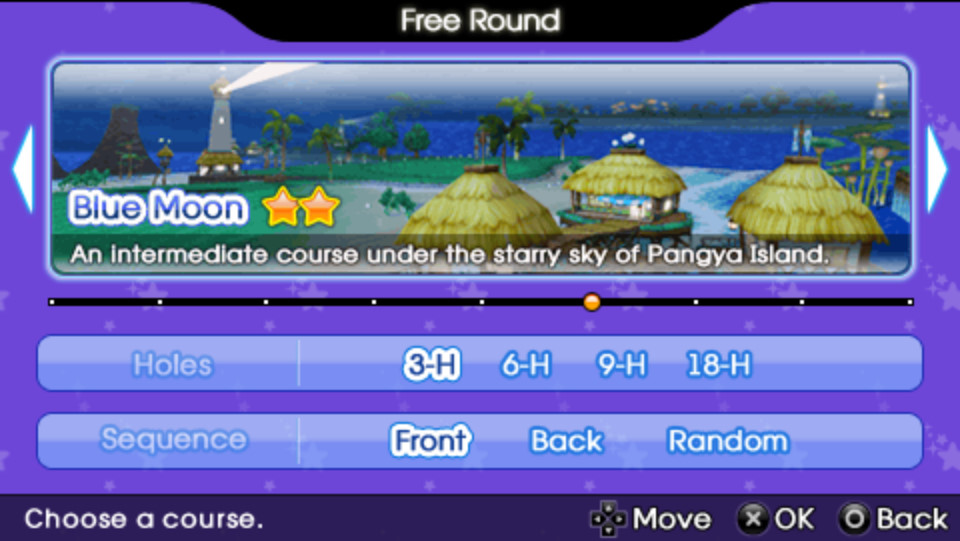 Free Round
Blue Moon
An intermediate course under the starry sky of Pangya Island.
Holes 3-H 6-H 9-H 18-H
Sequence Front Back Random
Choose a course. Move OK Back